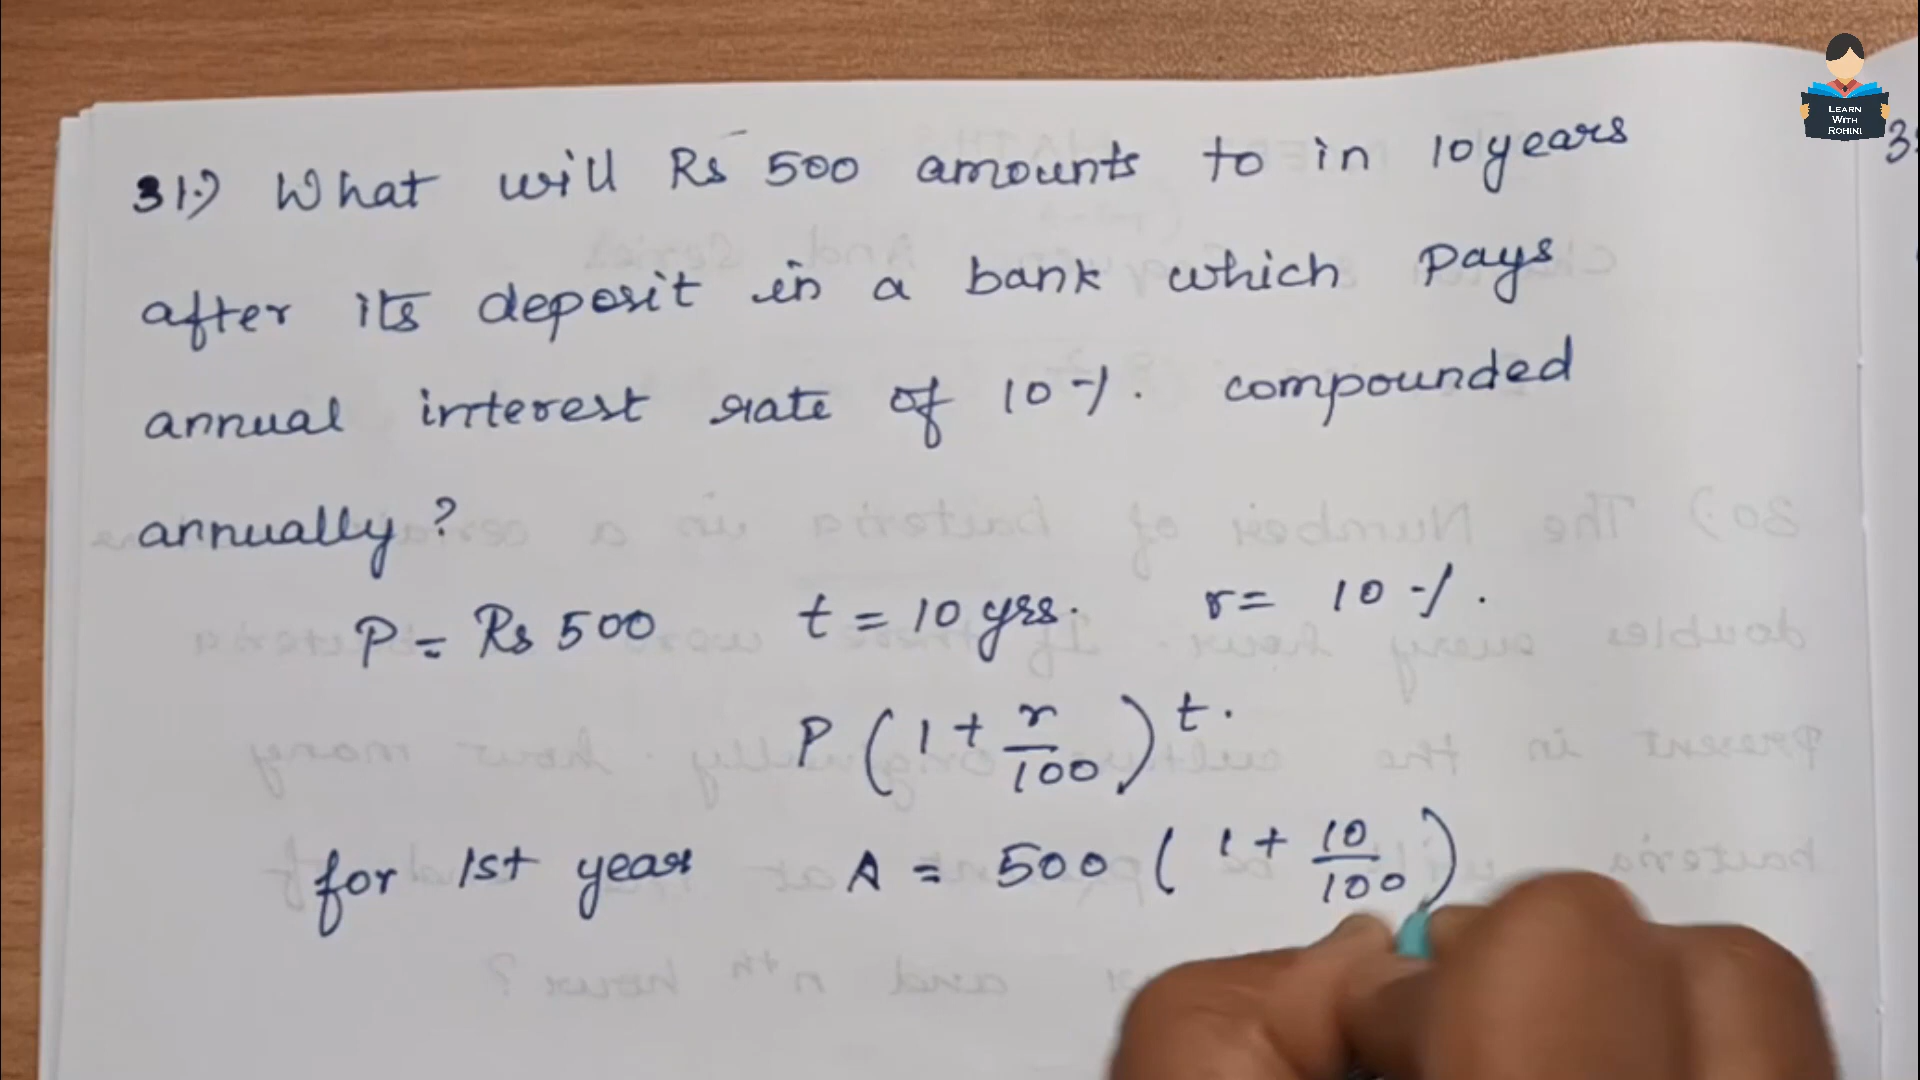 31.) What will Rs 500 amounts to in 10 years
after its deposit in a bank which pays
annual interest rate of 10 %. compounded
annually?
P = Rs 500 t = 10 yrs. r = 10 %.
P (1 + r/100)^t.
for 1st year A = 500 (1 + 10/100)
LEARN
WITH
ROHINI